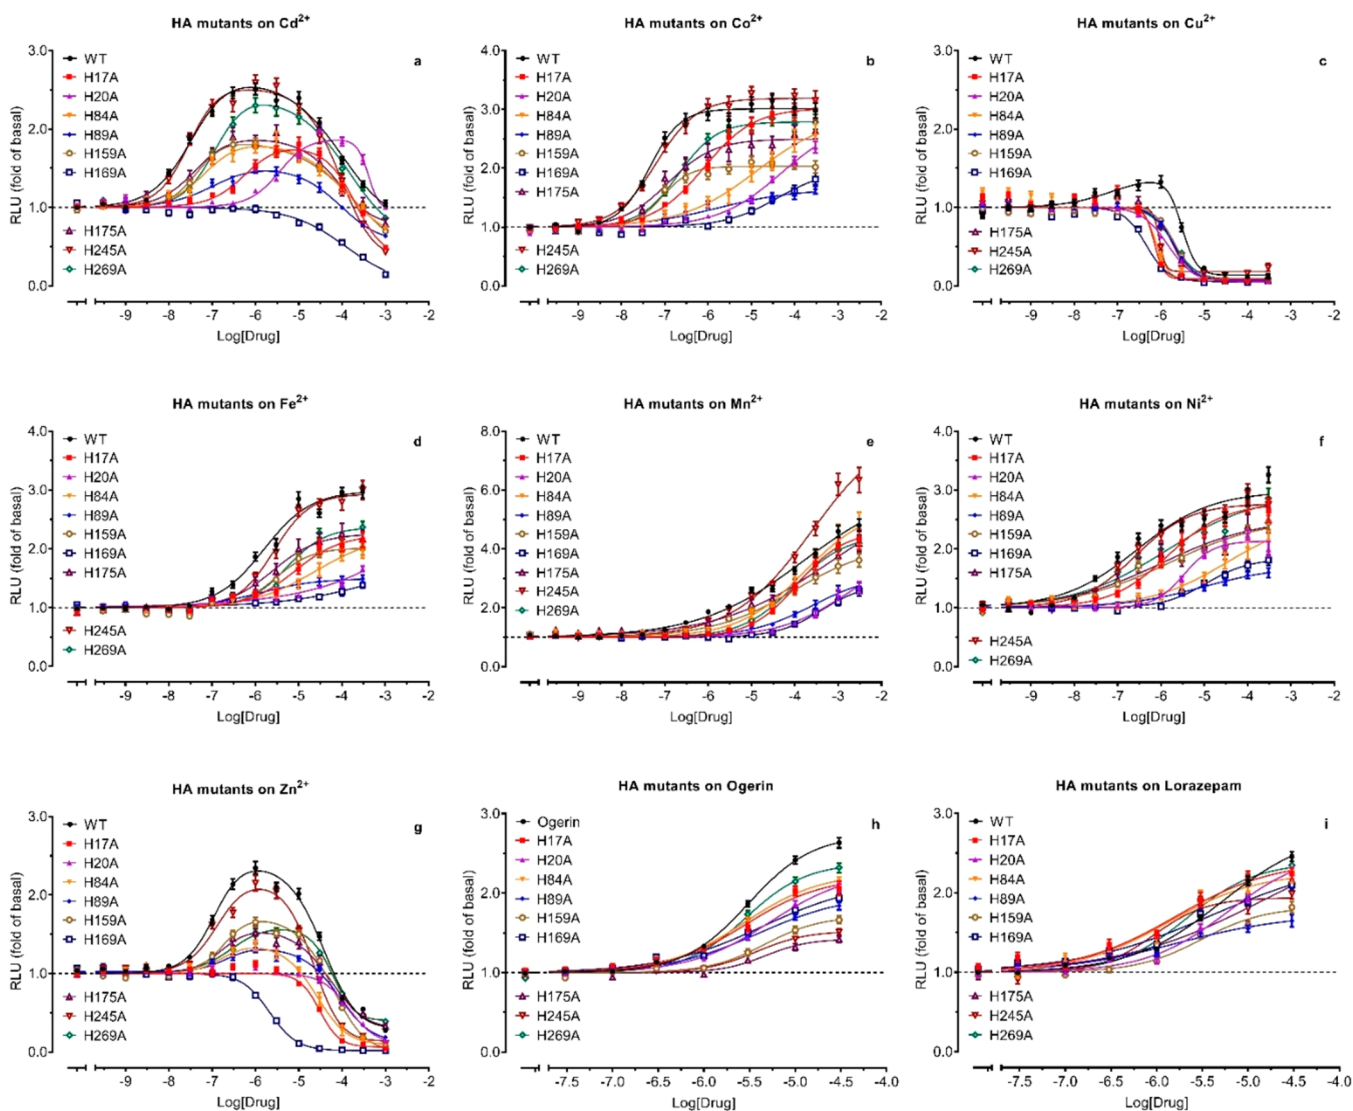 HA mutants on Cd2+
a
RLU (fold of basal)
3.0
2.0
1.0
0.0
WT
H17A
H20A
H84A
H89A
H159A
H169A
H175A
H245A
H269A
-9 -8 -7 -6 -5 -4 -3 -2
Log[Drug]
HA mutants on Co2+
b
RLU (fold of basal)
4.0
3.0
2.0
1.0
0.0
WT
H17A
H20A
H84A
H89A
H159A
H169A
H175A
H245A
H269A
-9 -8 -7 -6 -5 -4 -3 -2
Log[Drug]
HA mutants on Cu2+
c
RLU (fold of basal)
3.0
2.0
1.0
0.0
WT
H17A
H20A
H84A
H89A
H159A
H169A
H175A
H245A
H269A
-9 -8 -7 -6 -5 -4 -3 -2
Log[Drug]
HA mutants on Fe2+
d
RLU (fold of basal)
4.0
3.0
2.0
1.0
0.0
WT
H17A
H20A
H84A
H89A
H159A
H169A
H175A
H245A
H269A
-9 -8 -7 -6 -5 -4 -3 -2
Log[Drug]
HA mutants on Mn2+
e
RLU (fold of basal)
8.0
6.0
4.0
2.0
0.0
WT
H17A
H20A
H84A
H159A
H89A
H169A
H175A
H245A
H269A
-9 -8 -7 -6 -5 -4 -3 -2
Log[Drug]
HA mutants on Ni2+
f
RLU (fold of basal)
4.0
3.0
2.0
1.0
0.0
WT
H17A
H20A
H84A
H89A
H159A
H169A
H175A
H245A
H269A
-9 -8 -7 -6 -5 -4 -3 -2
Log[Drug]
HA mutants on Zn2+
g
RLU (fold of basal)
3.0
2.0
1.0
0.0
WT
H17A
H20A
H84A
H89A
H159A
H169A
H175A
H245A
H269A
-9 -8 -7 -6 -5 -4 -3 -2
Log[Drug]
HA mutants on Ogerin
h
RLU (fold of basal)
3.0
2.0
1.0
0.0
Ogerin
H17A
H20A
H84A
H89A
H159A
H169A
H175A
H245A
H269A
-7.5 -7.0 -6.5 -6.0 -5.5 -5.0 -4.5 -4.0
Log[Drug]
HA mutants on Lorazepam
i
RLU (fold of basal)
3.0
2.0
1.0
0.0
WT
H17A
H20A
H84A
H89A
H159A
H169A
H175A
H245A
H269A
-7.5 -7.0 -6.5 -6.0 -5.5 -5.0 -4.5 -4.0
Log[Drug]